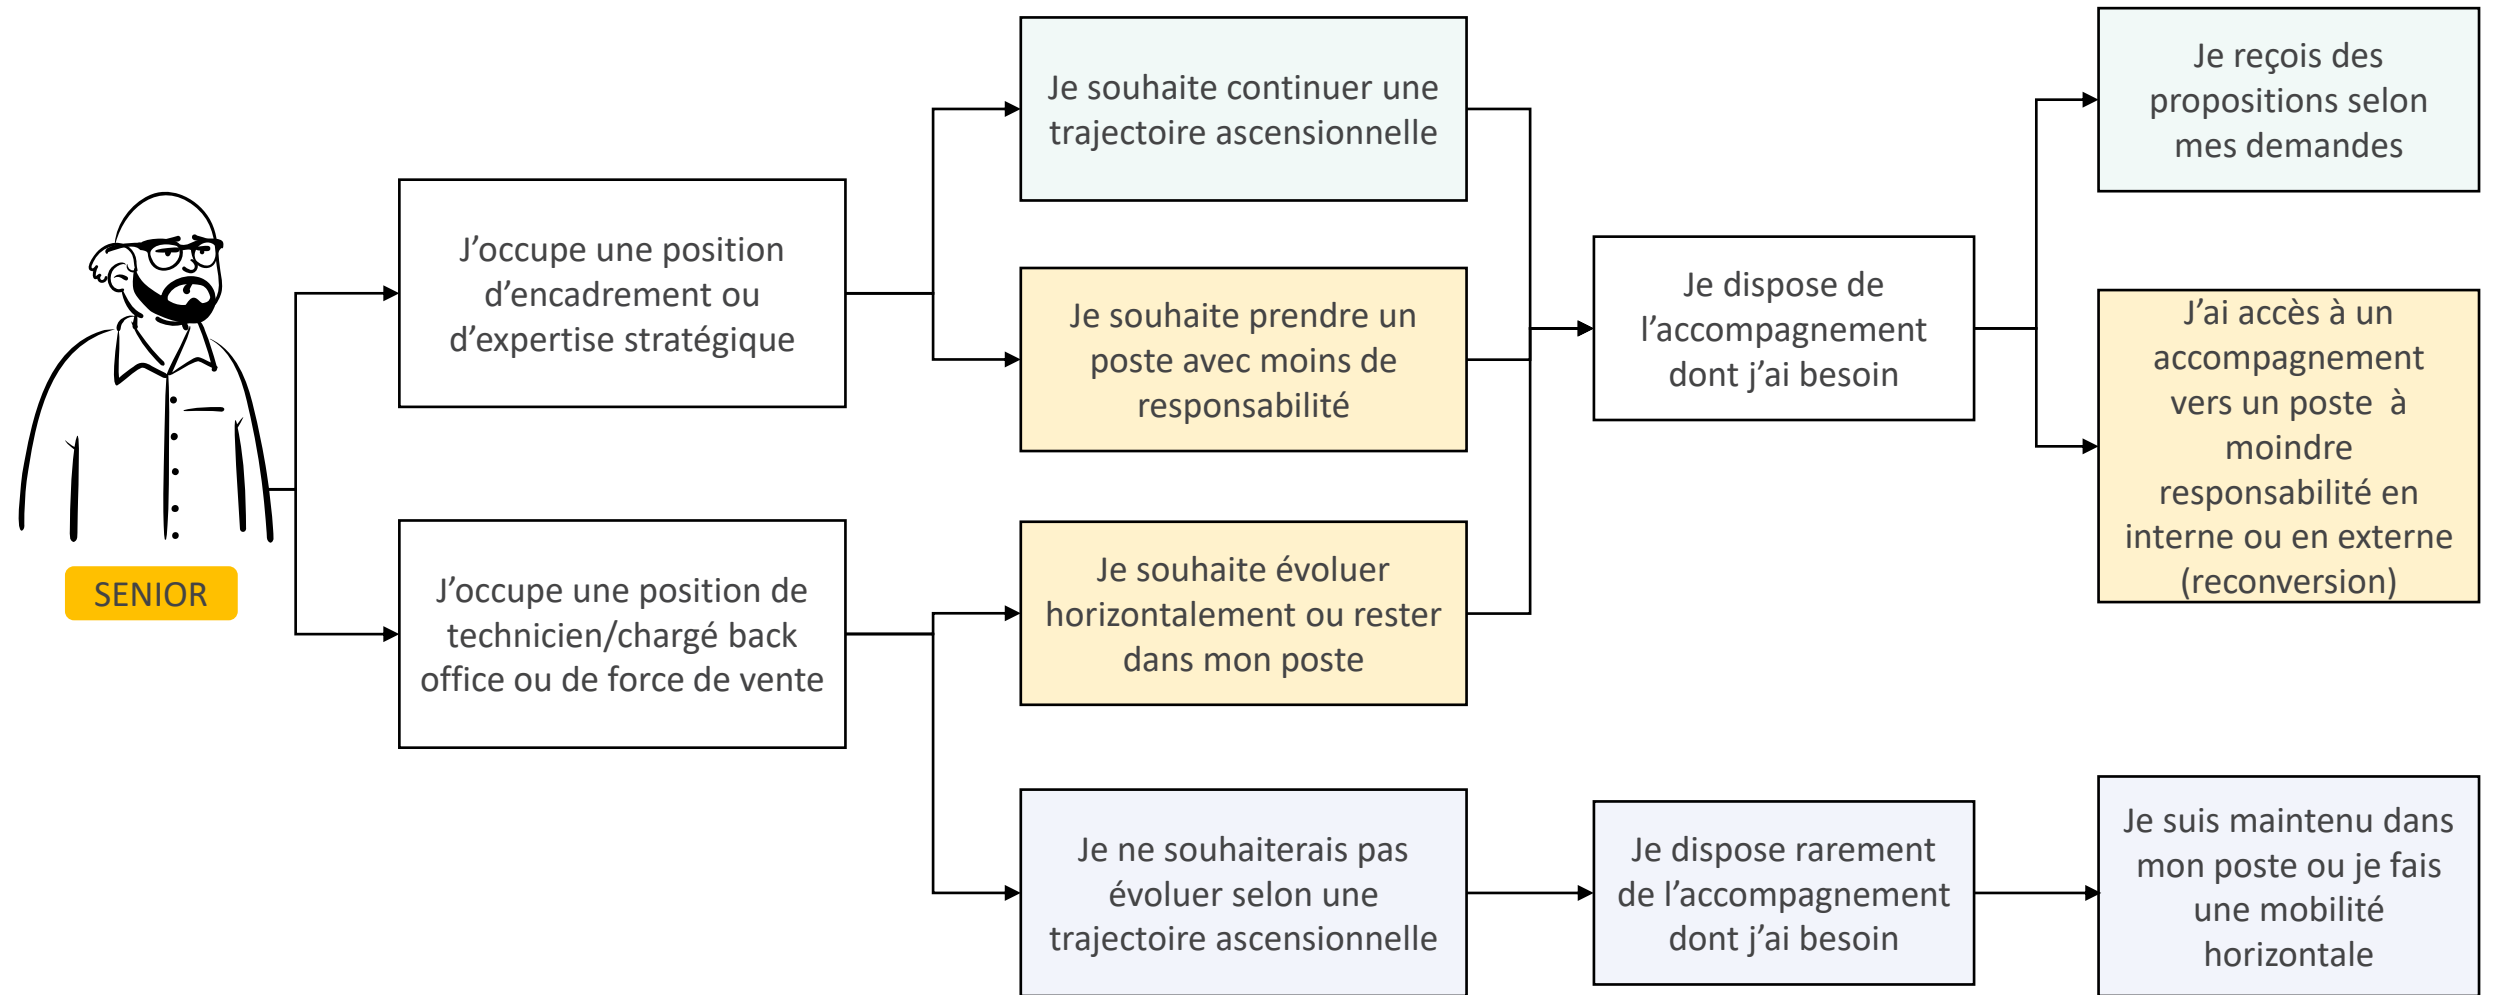 SENIOR
J’occupe une position
d’encadrement ou
d’expertise stratégique
J’occupe une position de
technicien/chargé back
office ou de force de vente
Je souhaite continuer une
trajectoire ascensionnelle
Je souhaite prendre un
poste avec moins de
responsabilité
Je souhaite évoluer
horizontalement ou rester
dans mon poste
Je ne souhaiterais pas
évoluer selon une
trajectoire ascensionnelle
Je dispose de
l’accompagnement
dont j’ai besoin
Je dispose rarement
de l’accompagnement
dont j’ai besoin
Je reçois des
propositions selon
mes demandes
J’ai accès à un
accompagnement
vers un poste à
moindre
responsabilité en
interne ou en externe
(reconversion)
Je suis maintenu dans
mon poste ou je fais
une mobilité
horizontale